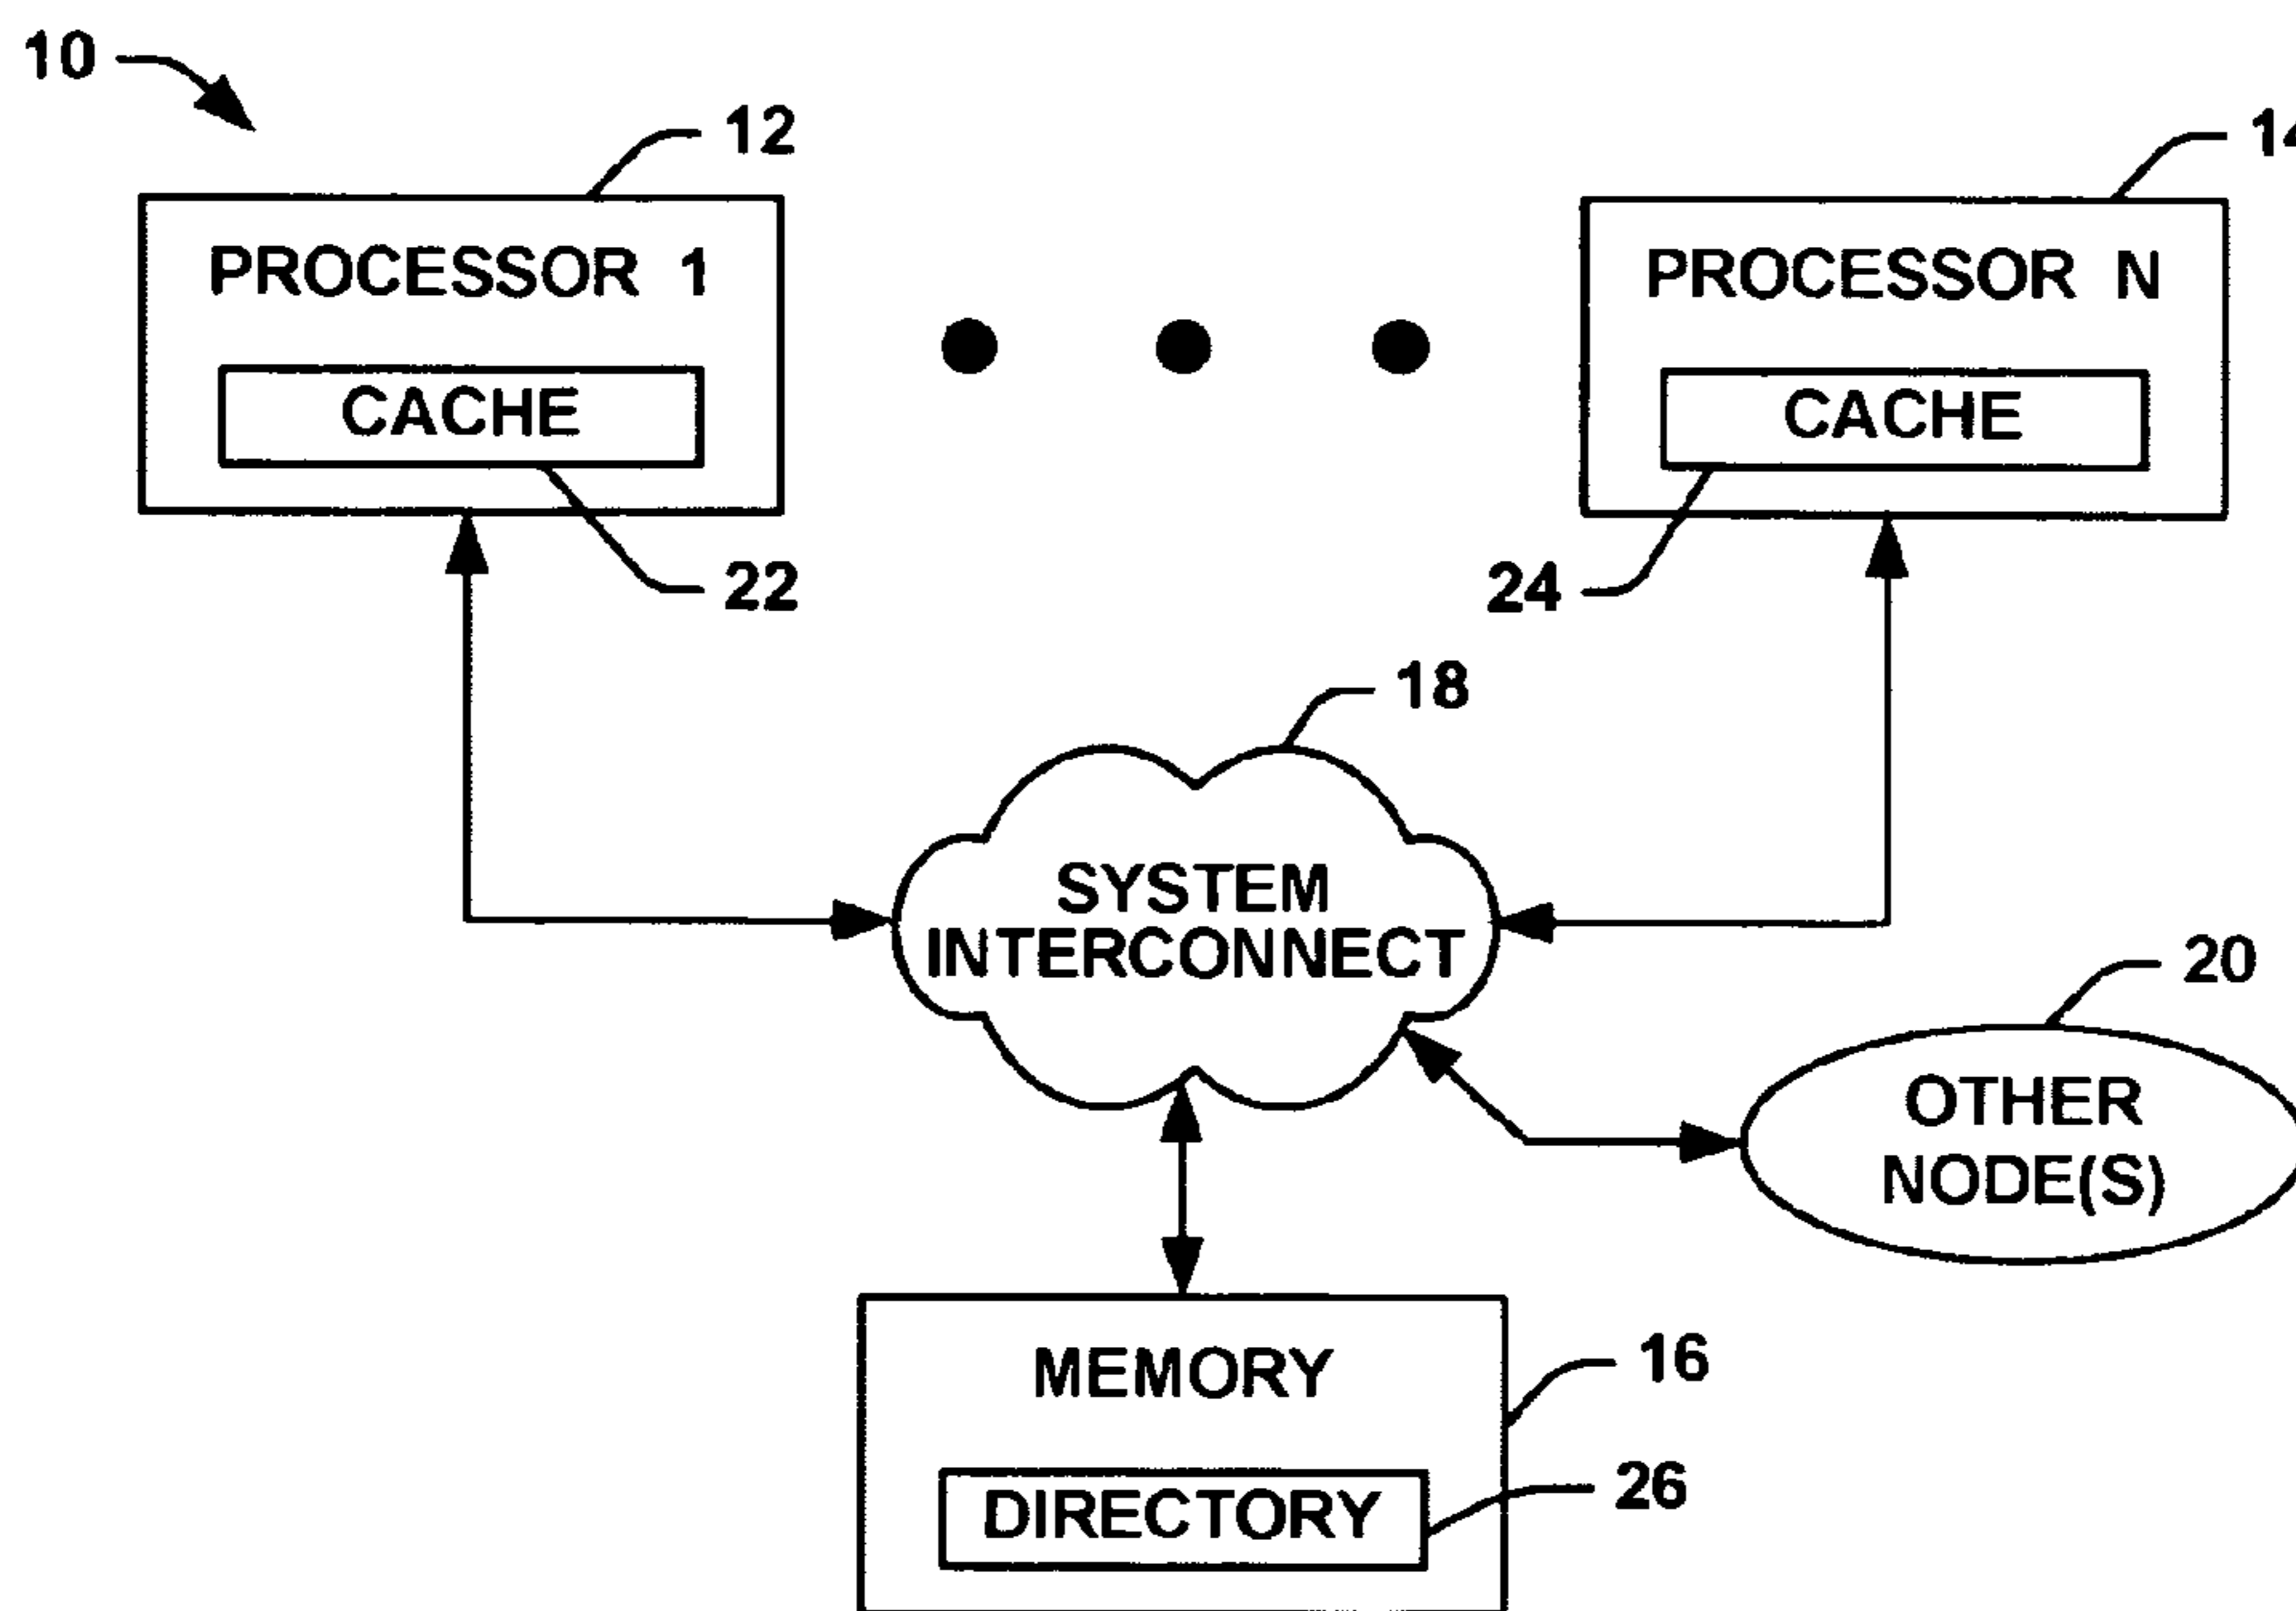 10
12
14
PROCESSOR 1
PROCESSOR N
CACHE
CACHE
22
24
18
SYSTEM
INTERCONNECT
20
OTHER
NODE(S)
MEMORY
16
DIRECTORY
26